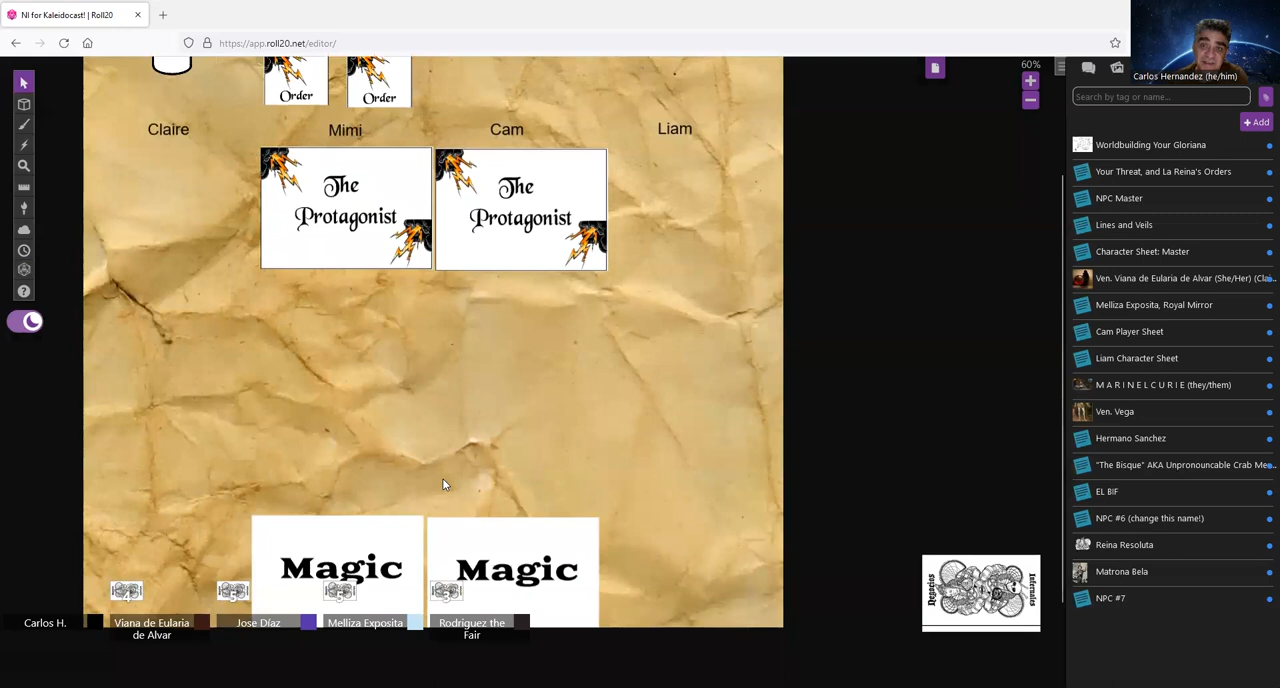 NI for Kaleidocast! | Roll20
https://app.roll20.net/editor/
Carlos Hernandez (he/him)
60%
Search by tag or name...
+ Add
Order
Order
Claire
Mimi
Cam
Liam
The
Protagonist
The
Protagonist
Magic
Magic
Negocios
Infernales
Carlos H.
Viana de Eularia
de Alvar
Jose Díaz
Melliza Exposita
Rodriguez the
Fair
Worldbuilding Your Gloriana
Your Threat, and La Reina's Orders
NPC Master
Lines and Veils
Character Sheet: Master
Ven. Viana de Eularia de Alvar (She/Her) (Clai...
Melliza Exposita, Royal Mirror
Cam Player Sheet
Liam Character Sheet
M A R I N E L C U R I E (they/them)
Ven. Vega
Hermano Sanchez
"The Bisque" AKA Unpronouncable Crab Me...
EL BIF
NPC #6 (change this name!)
Reina Resoluta
Matrona Bela
NPC #7